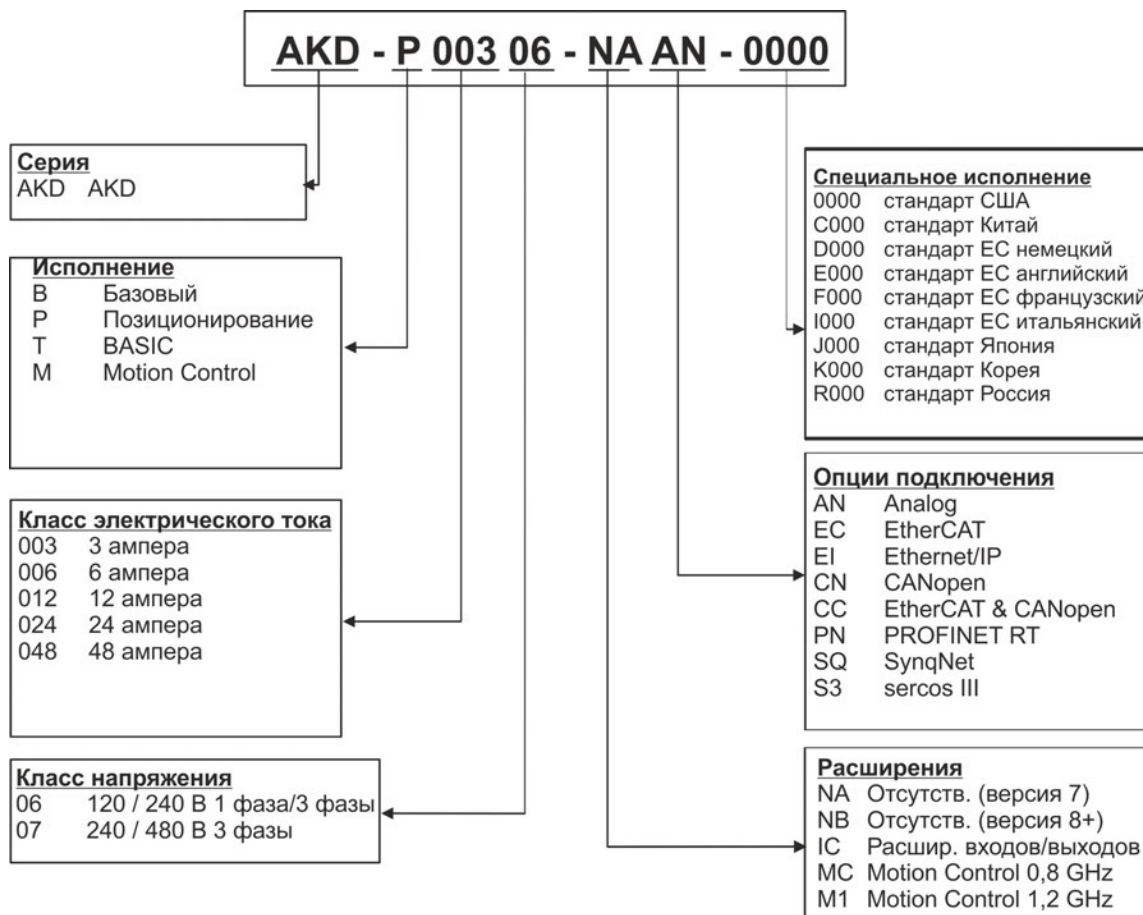 AKD - P 003 06 - NA AN - 0000
Серия
AKD AKD
Исполнение
B Базовый
P Позиционирование
T BASIC
M Motion Control
Класс электрического тока
003 3 ампера
006 6 ампера
012 12 ампера
024 24 ампера
048 48 ампера
Класс напряжения
06 120 / 240 В 1 фаза/3 фазы
07 240 / 480 В 3 фазы
Специальное исполнение
0000 стандарт США
C000 стандарт Китай
D000 стандарт ЕС немецкий
E000 стандарт ЕС английский
F000 стандарт ЕС французский
I000 стандарт ЕС итальянский
J000 стандарт Япония
K000 стандарт Корея
R000 стандарт Россия
Опции подключения
AN Analog
EC EtherCAT
EI Ethernet/IP
CN CANopen
CC EtherCAT & CANopen
PN PROFINET RT
SQ SynqNet
S3 sercos III
Расширения
NA Отсутств. (версия 7)
NB Отсутств. (версия 8+)
IC Расшир. входов/выходов
MC Motion Control 0,8 GHz
M1 Motion Control 1,2 GHz